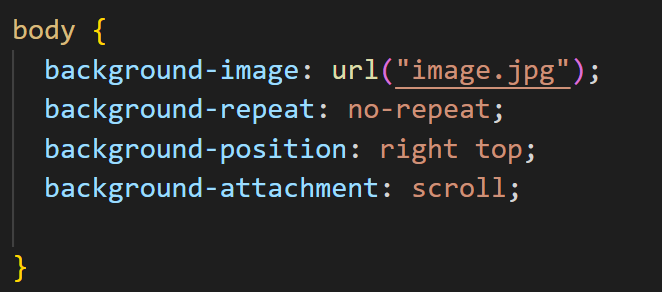 body {
  background-image: url("image.jpg");
  background-repeat: no-repeat;
  background-position: right top;
  background-attachment: scroll;
}